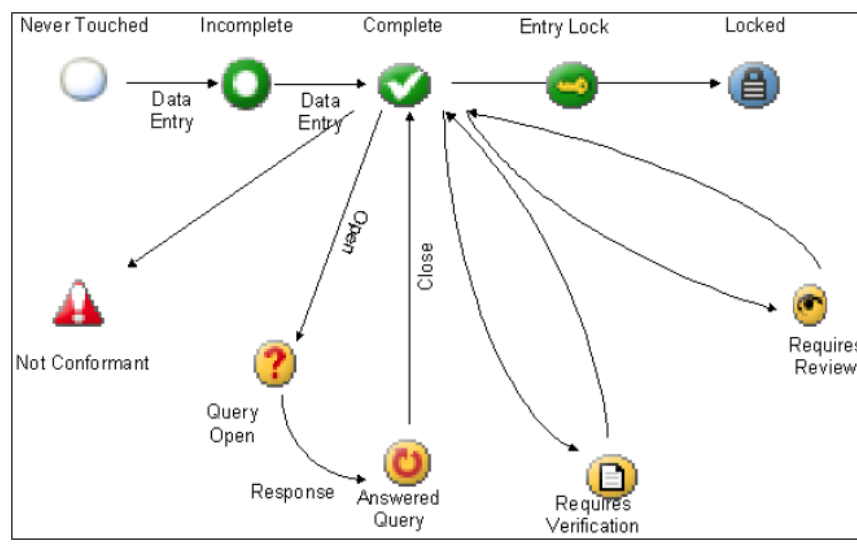 Never Touched
Incomplete
Complete
Entry Lock
Locked
Data
Entry
Data
Entry
Open
Close
Not Conformant
Query
Open
Response
Answered
Query
Requires
Verification
Requires
Review